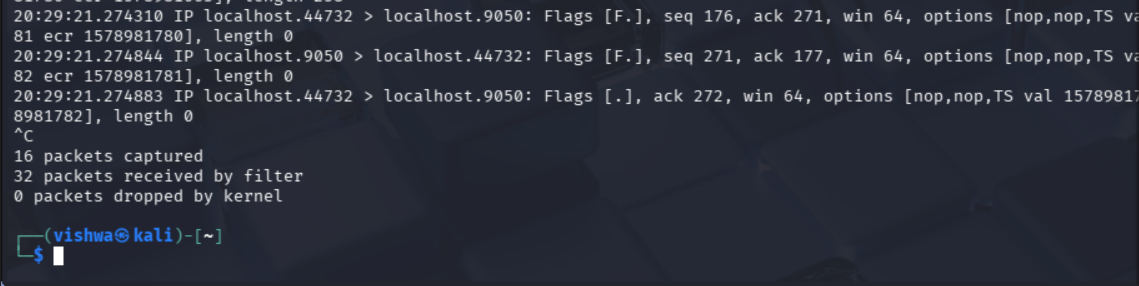 20:29:21.274310 IP localhost.44732 > localhost.9050: Flags [F.], seq 176, ack 271, win 64, options [nop,nop,TS va
81 ecr 1578981780], length 0
20:29:21.274844 IP localhost.9050 > localhost.44732: Flags [F.], seq 271, ack 177, win 64, options [nop,nop,TS va
82 ecr 1578981781], length 0
20:29:21.274883 IP localhost.44732 > localhost.9050: Flags [.], ack 272, win 64, options [nop,nop,TS val 15789817
8981782], length 0
^C
16 packets captured
32 packets received by filter
0 packets dropped by kernel
┌──(vishwa㉿kali)-[~]
└─$